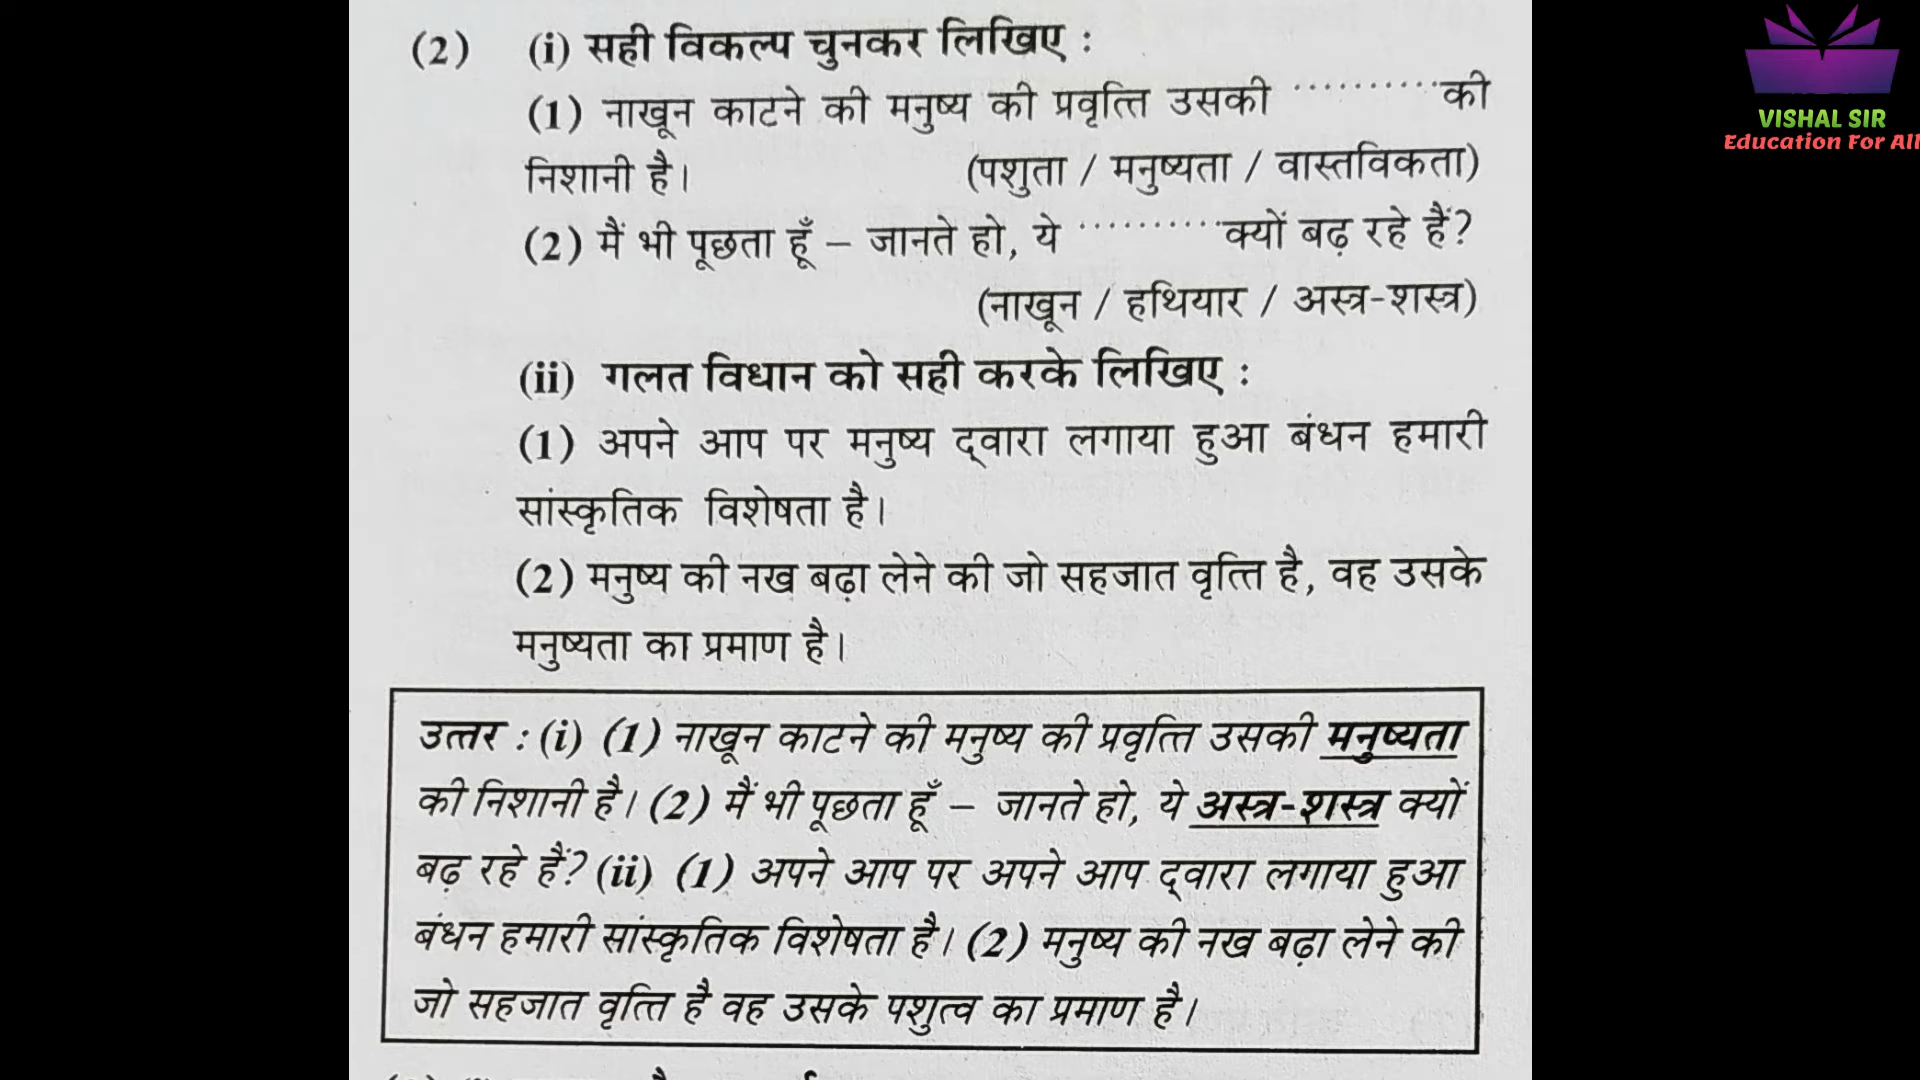 (2) (i) सही विकल्प चुनकर लिखिए :
(1) नाखून काटने की मनुष्य की प्रवृत्ति उसकी ·········· की
निशानी है। (पशुता / मनुष्यता / वास्तविकता)
(2) मैं भी पूछता हूँ – जानते हो, ये ·········· क्यों बढ़ रहे हैं?
(नाखून / हथियार / अस्त्र-शस्त्र)
(ii) गलत विधान को सही करके लिखिए :
(1) अपने आप पर मनुष्य द्वारा लगाया हुआ बंधन हमारी
सांस्कृतिक विशेषता है।
(2) मनुष्य की नख बढ़ा लेने की जो सहजात वृत्ति है, वह उसके
मनुष्यता का प्रमाण है।
उत्तर : (i) (1) नाखून काटने की मनुष्य की प्रवृत्ति उसकी मनुष्यता
की निशानी है। (2) मैं भी पूछता हूँ – जानते हो, ये अस्त्र-शस्त्र क्यों
बढ़ रहे हैं? (ii) (1) अपने आप पर अपने आप द्वारा लगाया हुआ
बंधन हमारी सांस्कृतिक विशेषता है। (2) मनुष्य की नख बढ़ा लेने की
जो सहजात वृत्ति है वह उसके पशुत्व का प्रमाण है।
VISHAL SIR
Education For All